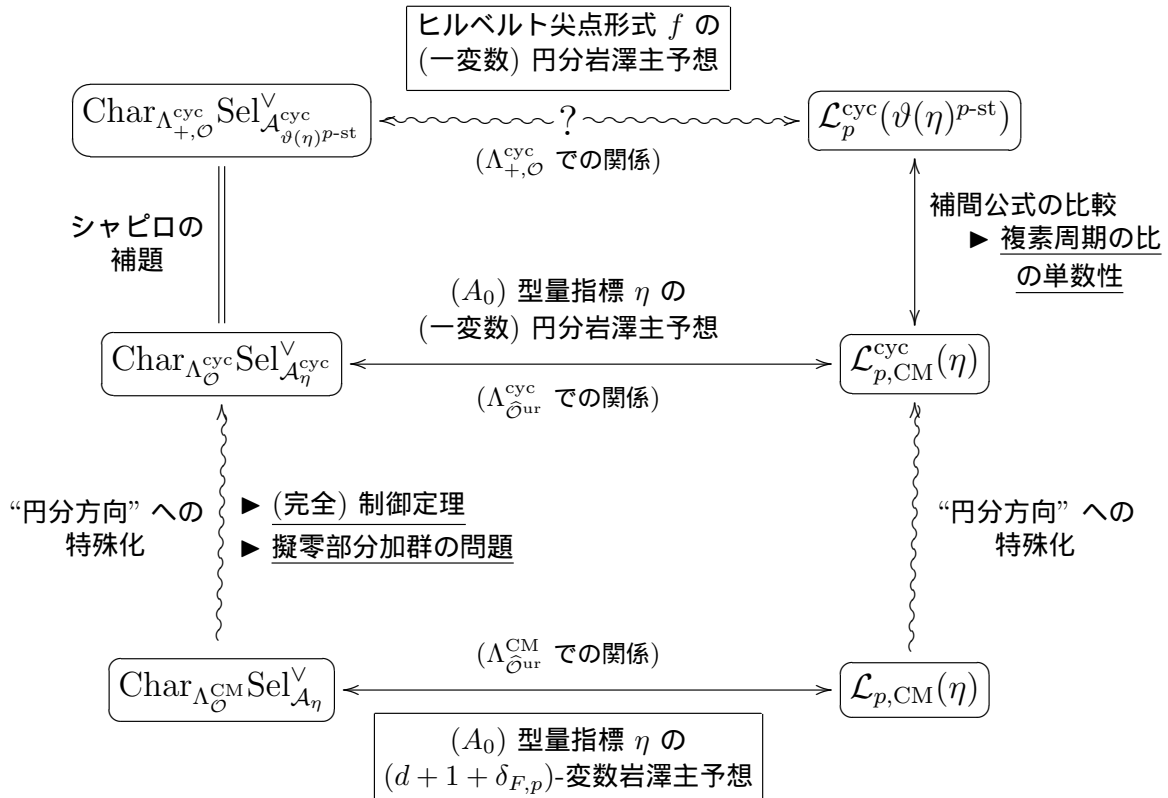 ヒルベルト尖点形式 f の
(一変数) 円分岩澤主予想
Char_{Λ^{cyc}_{+,𝒪}} Sel^∨_{𝒜^{cyc}_{ϑ(η)^{p-st}}}
?
ℒ_p^{cyc}(ϑ(η)^{p-st})
(Λ^{cyc}_{+,𝒪} での関係)
シャピロの
補題
補間公式の比較
▶ 複素周期の比
の単数性
(A_0) 型量指標 η の
(一変数) 円分岩澤主予想
Char_{Λ^{cyc}_𝒪} Sel^∨_{𝒜^{cyc}_η}
ℒ^{cyc}_{p,CM}(η)
(Λ^{cyc}_{\widehat{𝒪}^{ur}} での関係)
“円分方向” への
特殊化
▶ (完全) 制御定理
▶ 擬零部分加群の問題
“円分方向” への
特殊化
(Λ^{CM}_{\widehat{𝒪}^{ur}} での関係)
Char_{Λ^{CM}_𝒪} Sel^∨_{𝒜_η}
ℒ_{p,CM}(η)
(A_0) 型量指標 η の
(d + 1 + δ_{F,p})-変数岩澤主予想